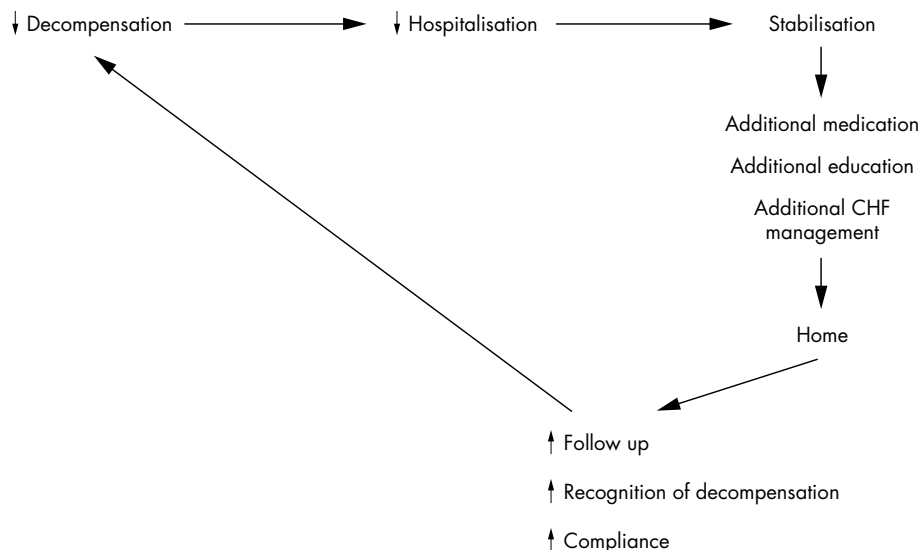 ↓ Decompensation
↓ Hospitalisation
Stabilisation
Additional medication
Additional education
Additional CHF
management
Home
↑ Follow up
↑ Recognition of decompensation
↑ Compliance